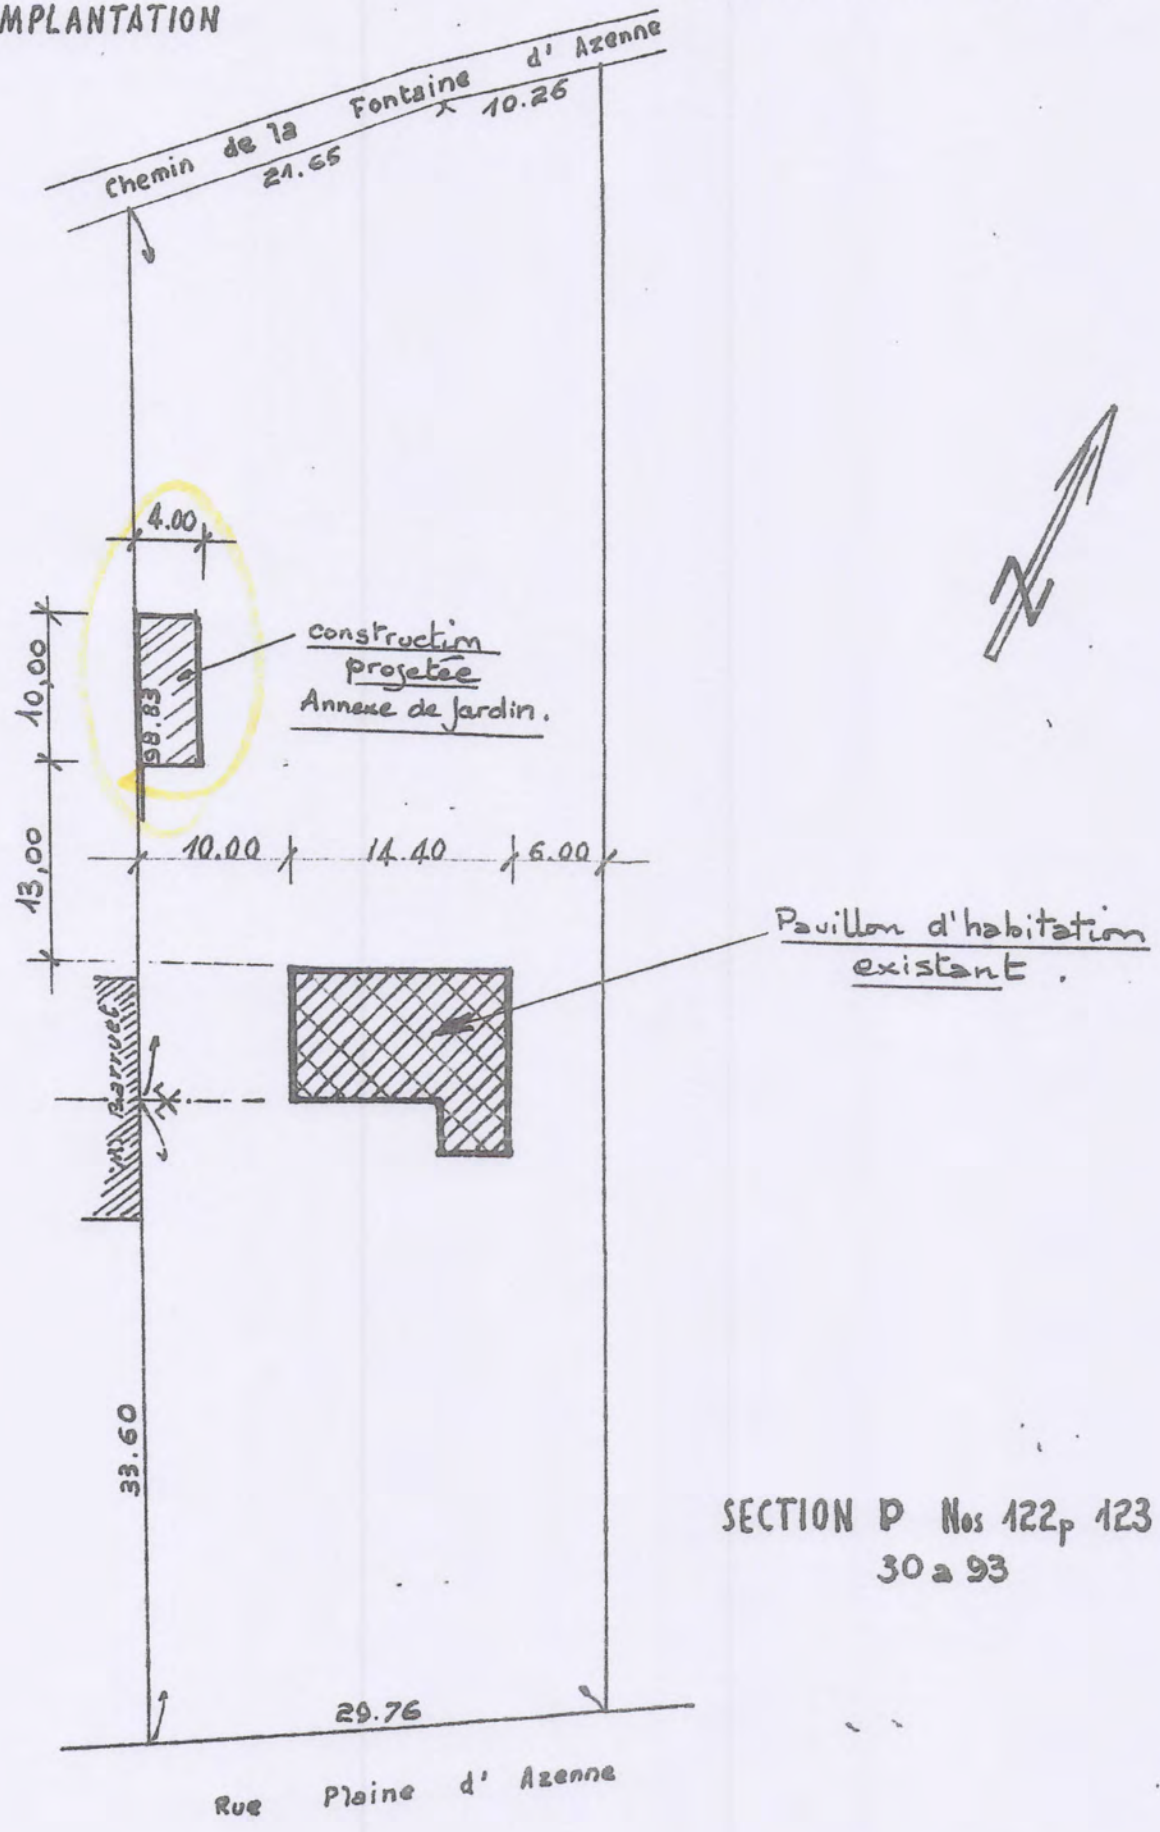 MPLANTATION
Chemin de la Fontaine d' Azenne
21.65
10.26
4.00
10,00
98.83
construction
projetée
Annexe de jardin.
N
13,00
10.00
14.40
6.00
Pavillon d'habitation
existant .
Mr Barruel
33.60
SECTION P Nos 122p 123
30 a 93
29.76
Rue Plaine d' Azenne